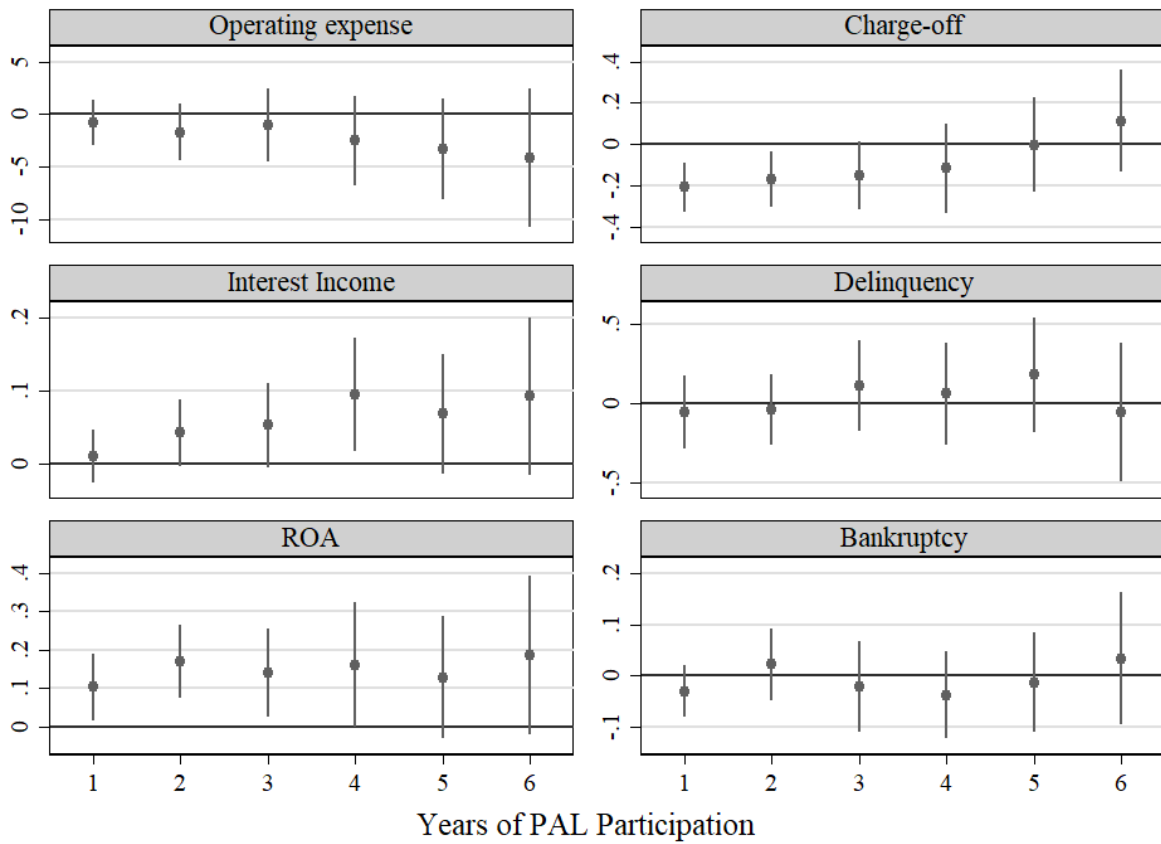 Operating expense
5
0
-5
-10
Charge-off
.4
.2
0
-.2
-.4
Interest Income
.2
.1
0
Delinquency
.5
0
-.5
ROA
.4
.3
.2
.1
0
1 2 3 4 5 6
Bankruptcy
.2
.1
0
-.1
1 2 3 4 5 6
Years of PAL Participation